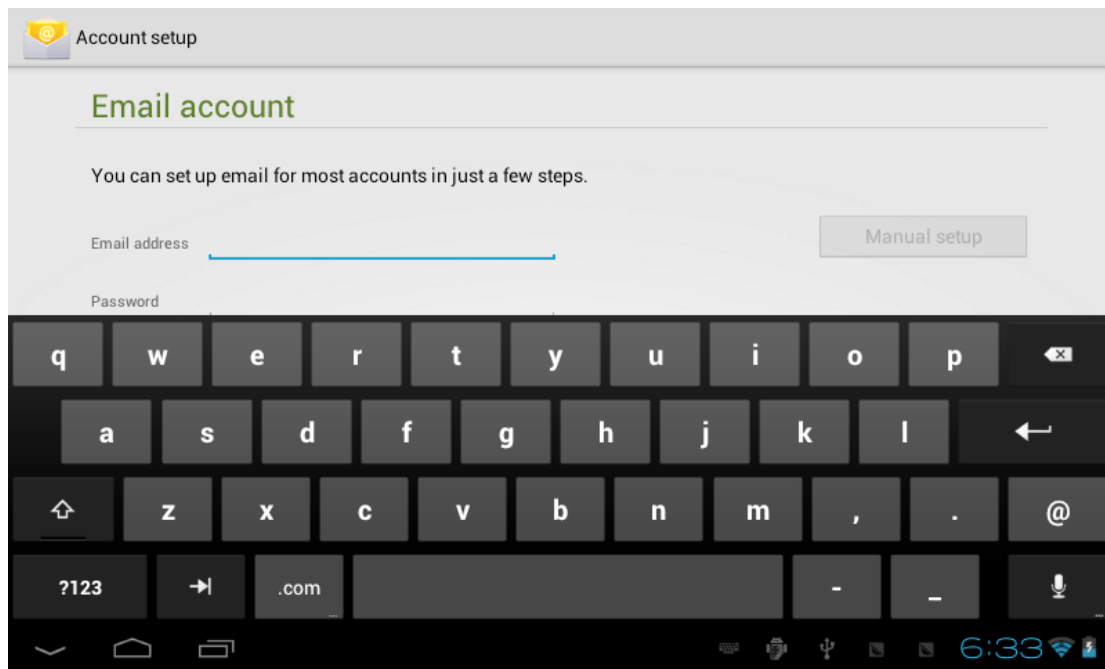 Account setup
Email account
You can set up email for most accounts in just a few steps.
Email address
Manual setup
Password
q w e r t y u i o p
a s d f g h j k l
z x c v b n m , . @
?123 .com - _
6:33